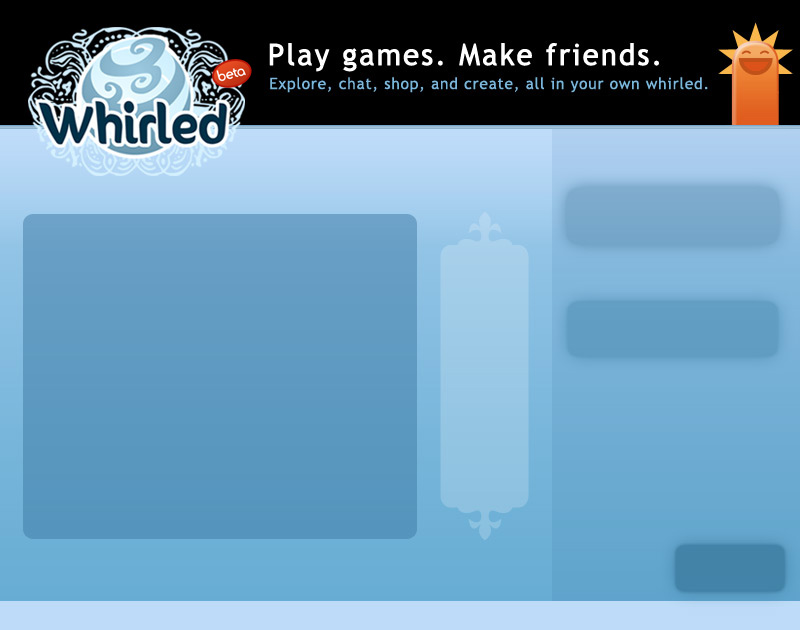 Play games. Make friends.
Explore, chat, shop, and create, all in your own whirled.
beta
Whirled